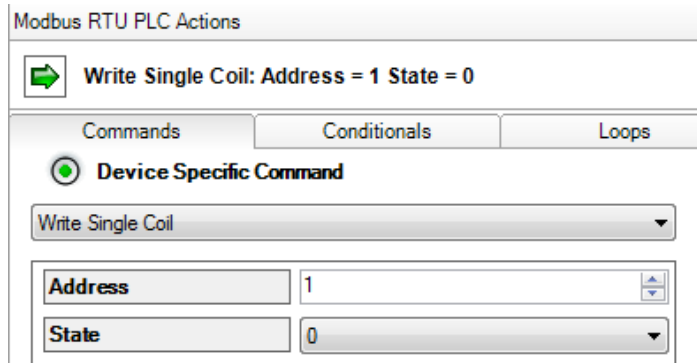 Modbus RTU PLC Actions
Write Single Coil: Address = 1 State = 0
Commands Conditionals Loops
Device Specific Command
Write Single Coil
Address 1
State 0